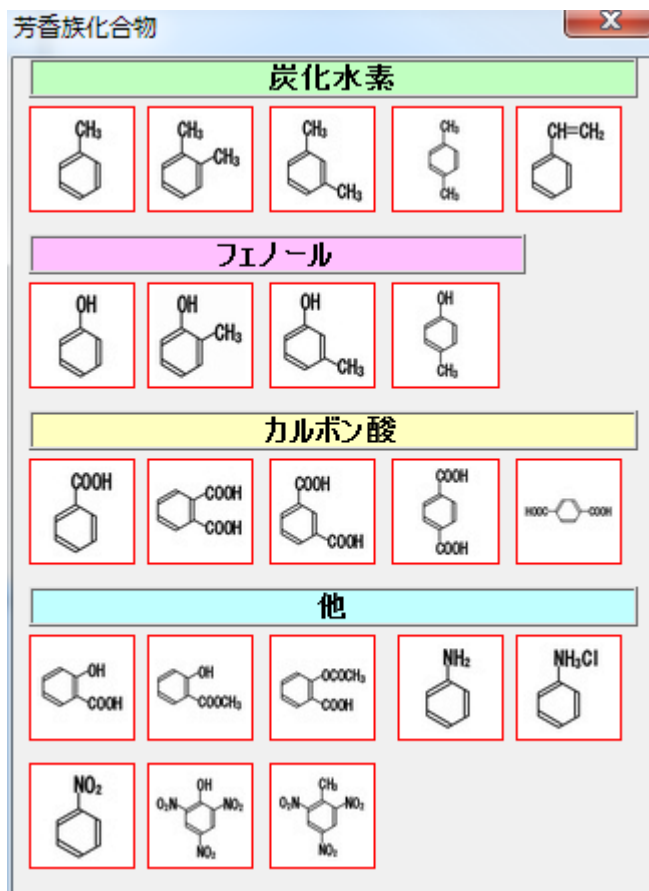 芳香族化合物
X
炭化水素
CH₃
CH₃
CH₃
CH₃
CH₃
CH₃
CH₃
CH=CH₂
フェノール
OH
OH
CH₃
OH
CH₃
OH
CH₃
カルボン酸
COOH
COOH
COOH
COOH
COOH
COOH
COOH
HOOC
COOH
他
OH
COOH
OH
COOCH₃
OCOCH₃
COOH
NH₂
NH₃Cl
NO₂
OH
O₂N
NO₂
NO₂
CH₃
O₂N
NO₂
NO₂